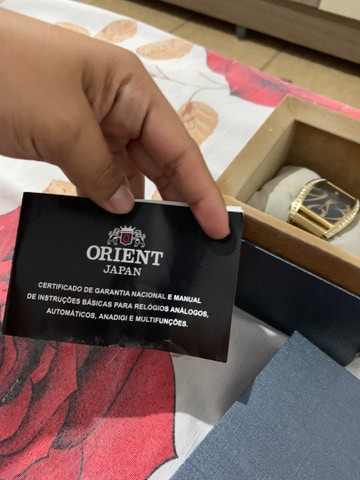 ORIENT
JAPAN
CERTIFICADO DE GARANTIA NACIONAL E MANUAL
DE INSTRUÇÕES BÁSICAS PARA RELÓGIOS ANÁLOGOS,
AUTOMÁTICOS, ANADIGI E MULTIFUNÇÕES.